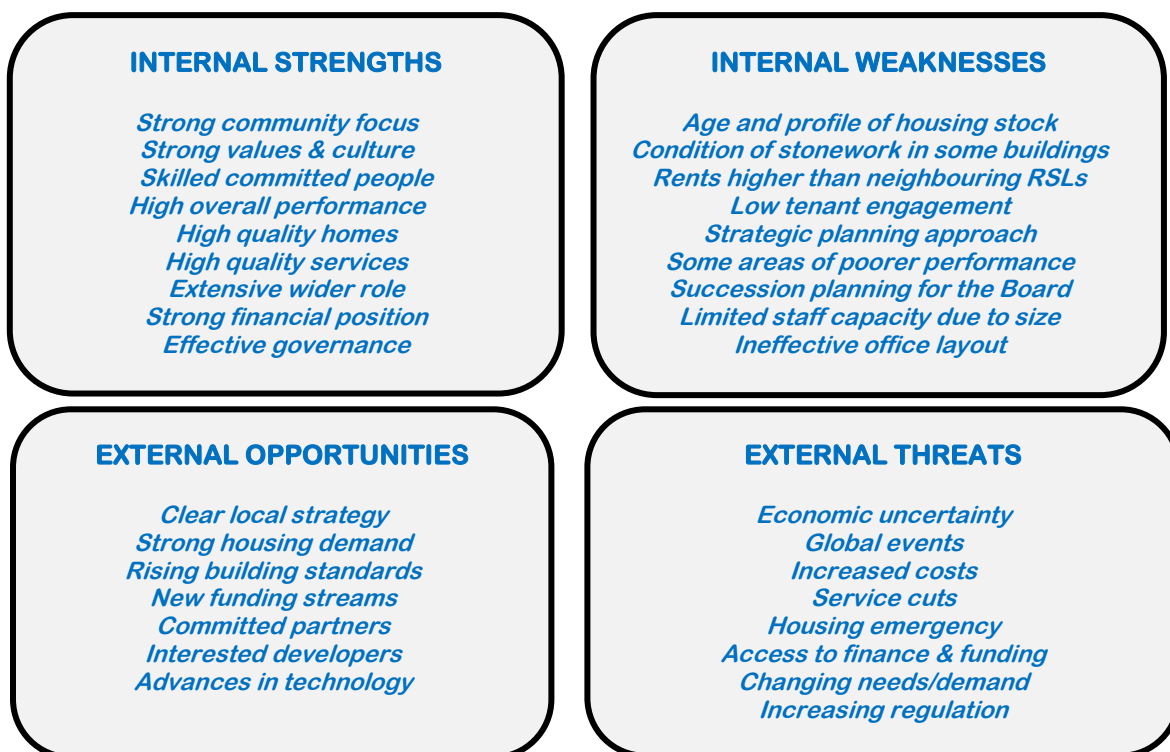 INTERNAL STRENGTHS
Strong community focus
Strong values & culture
Skilled committed people
High overall performance
High quality homes
High quality services
Extensive wider role
Strong financial position
Effective governance
INTERNAL WEAKNESSES
Age and profile of housing stock
Condition of stonework in some buildings
Rents higher than neighbouring RSLs
Low tenant engagement
Strategic planning approach
Some areas of poorer performance
Succession planning for the Board
Limited staff capacity due to size
Ineffective office layout
EXTERNAL OPPORTUNITIES
Clear local strategy
Strong housing demand
Rising building standards
New funding streams
Committed partners
Interested developers
Advances in technology
EXTERNAL THREATS
Economic uncertainty
Global events
Increased costs
Service cuts
Housing emergency
Access to finance & funding
Changing needs/demand
Increasing regulation